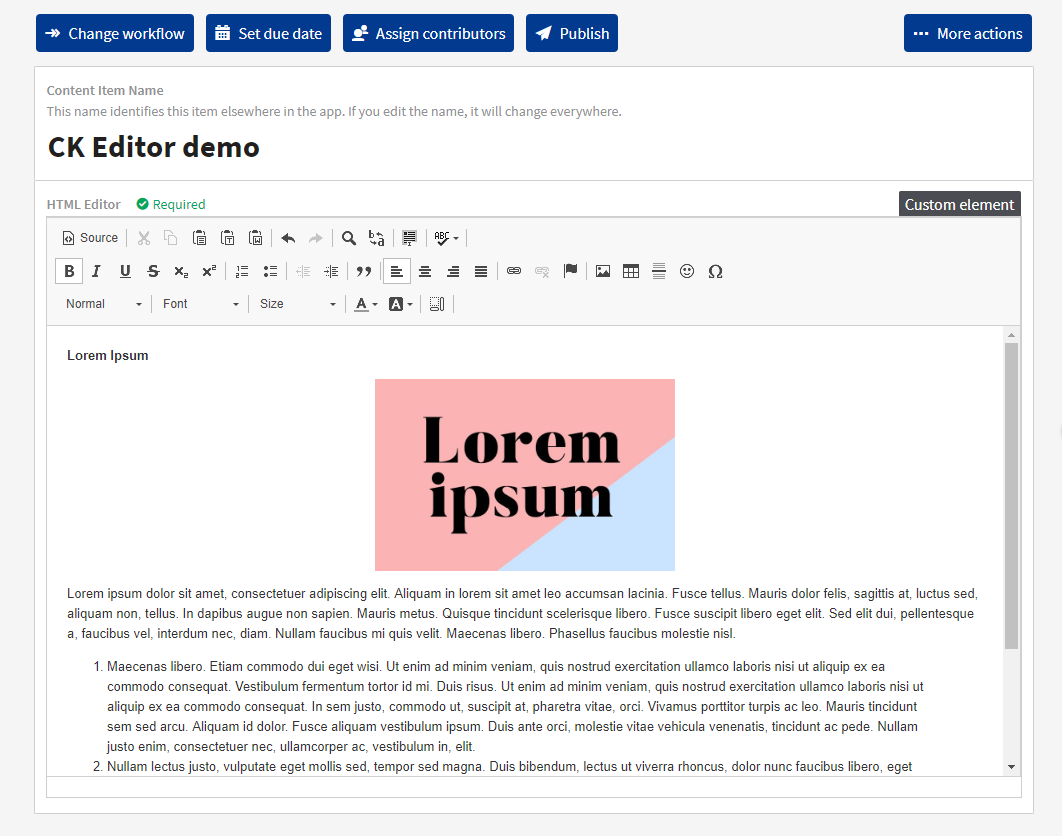 Change workflow Set due date Assign contributors Publish More actions
Content Item Name
This name identifies this item elsewhere in the app. If you edit the name, it will change everywhere.
CK Editor demo
HTML Editor Required Custom element
Source ABC
B I U S x₂ x²
Normal Font Size A A
Lorem Ipsum
Lorem
ipsum
Lorem ipsum dolor sit amet, consectetuer adipiscing elit. Aliquam in lorem sit amet leo accumsan lacinia. Fusce tellus. Mauris dolor felis, sagittis at, luctus sed,
aliquam non, tellus. In dapibus augue non sapien. Mauris metus. Quisque tincidunt scelerisque libero. Fusce suscipit libero eget elit. Sed elit dui, pellentesque
a, faucibus vel, interdum nec, diam. Nullam faucibus mi quis velit. Maecenas libero. Phasellus faucibus molestie nisl.
1. Maecenas libero. Etiam commodo dui eget wisi. Ut enim ad minim veniam, quis nostrud exercitation ullamco laboris nisi ut aliquip ex ea
commodo consequat. Vestibulum fermentum tortor id mi. Duis risus. Ut enim ad minim veniam, quis nostrud exercitation ullamco laboris nisi ut
aliquip ex ea commodo consequat. In sem justo, commodo ut, suscipit at, pharetra vitae, orci. Vivamus porttitor turpis ac leo. Mauris tincidunt
sem sed arcu. Aliquam id dolor. Fusce aliquam vestibulum ipsum. Duis ante orci, molestie vitae vehicula venenatis, tincidunt ac pede. Nullam
justo enim, consectetuer nec, ullamcorper ac, vestibulum in, elit.
2. Nullam lectus justo, vulputate eget mollis sed, tempor sed magna. Duis bibendum, lectus ut viverra rhoncus, dolor nunc faucibus libero, eget